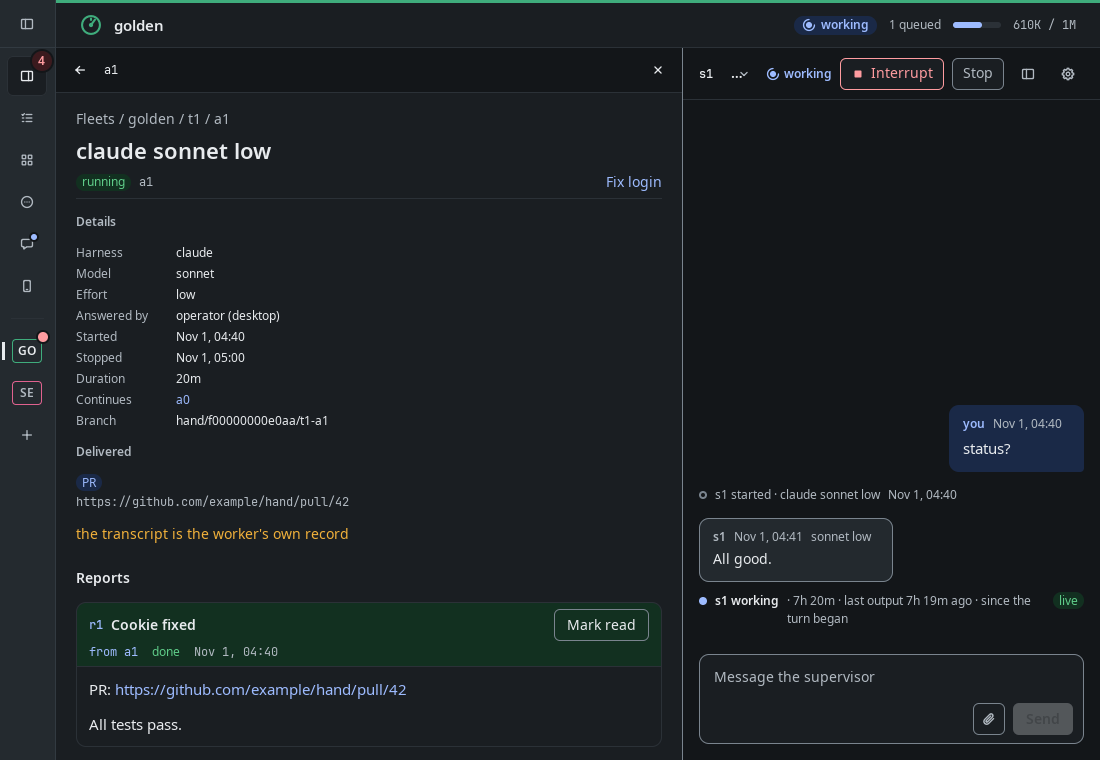 golden
working
1 queued
610K / 1M
4
GO
SE
a1
Fleets / golden / t1 / a1
claude sonnet low
running a1
Fix login
Details
Harness claude
Model sonnet
Effort low
Answered by operator (desktop)
Started Nov 1, 04:40
Stopped Nov 1, 05:00
Duration 20m
Continues a0
Branch hand/f00000000e0aa/t1-a1
Delivered
PR
https://github.com/example/hand/pull/42
the transcript is the worker's own record
Reports
r1 Cookie fixed
Mark read
from a1 done Nov 1, 04:40
PR: https://github.com/example/hand/pull/42
All tests pass.
s1 ... working Interrupt Stop
you Nov 1, 04:40
status?
s1 started · claude sonnet low Nov 1, 04:40
s1 Nov 1, 04:41 sonnet low
All good.
s1 working · 7h 20m · last output 7h 19m ago · since the
turn began
live
Message the supervisor
Send